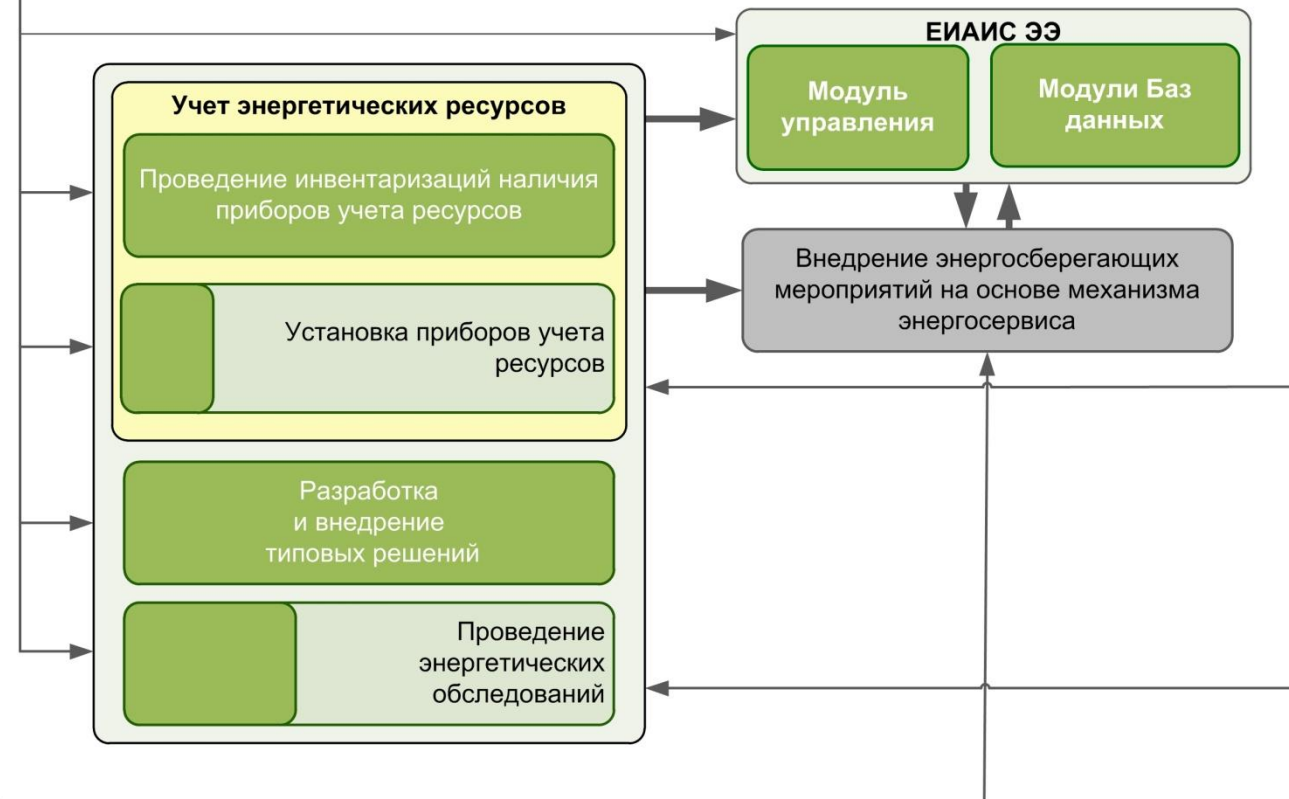 ЕИАИС ЭЭ
Модуль
управления
Модули Баз
данных
Учет энергетических ресурсов
Проведение инвентаризаций наличия
приборов учета ресурсов
Установка приборов учета
ресурсов
Разработка
и внедрение
типовых решений
Проведение
энергетических
обследований
Внедрение энергосберегающих
мероприятий на основе механизма
энергосервиса